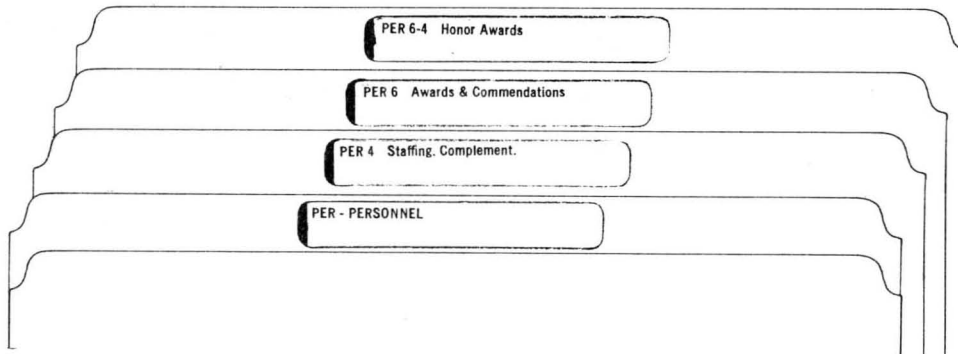 PER 6-4 Honor Awards
PER 6 Awards & Commendations
PER 4 Staffing. Complement.
PER - PERSONNEL